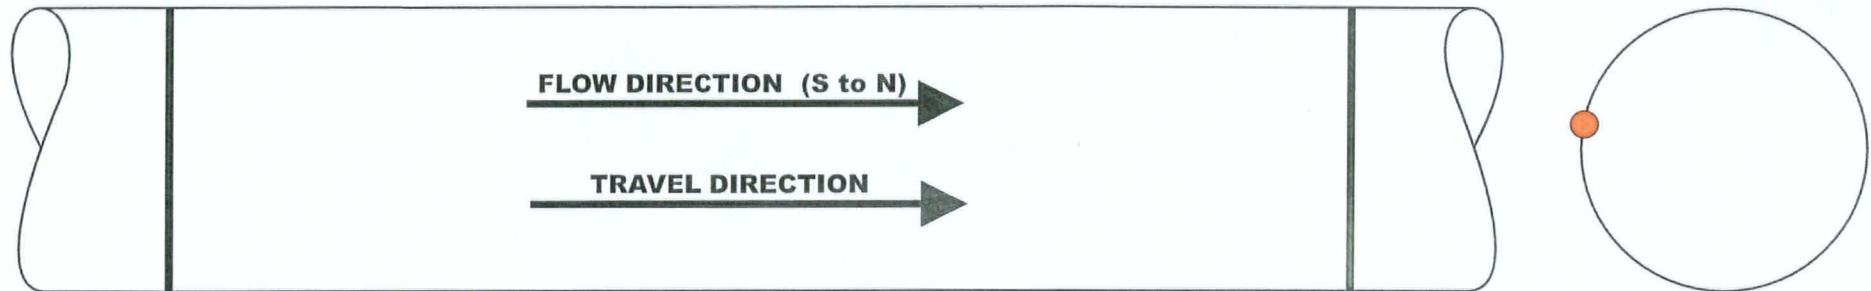 FLOW DIRECTION (S to N)
TRAVEL DIRECTION